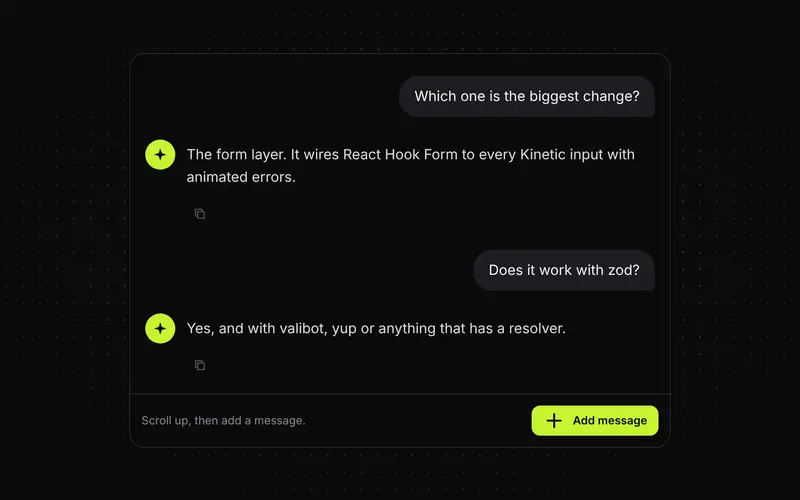 Which one is the biggest change?
The form layer. It wires React Hook Form to every Kinetic input with
animated errors.
Does it work with zod?
Yes, and with valibot, yup or anything that has a resolver.
Scroll up, then add a message.
Add message